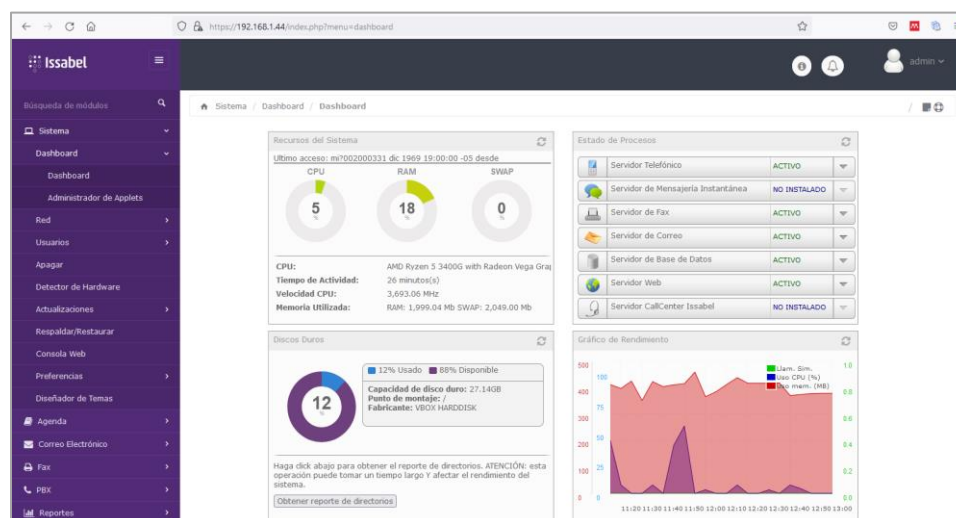 https://192.168.1.44/index.php?menu=dashboard
Issabel
admin
Búsqueda de módulos
Sistema / Dashboard / Dashboard
Sistema
Dashboard
Dashboard
Administrador de Applets
Red
Usuarios
Apagar
Detector de Hardware
Actualizaciones
Respaldar/Restaurar
Consola Web
Preferencias
Diseñador de Temas
Agenda
Correo Electrónico
Fax
PBX
Reportes
Recursos del Sistema
Ultimo acceso: mi?002000331 dic 1969 19:00:00 -05 desde
CPU RAM SWAP
5 % 18 % 0 %
CPU: AMD Ryzen 5 3400G with Radeon Vega Grap
Tiempo de Actividad: 26 minutos(s)
Velocidad CPU: 3,693.06 MHz
Memoria Utilizada: RAM: 1,999.04 Mb SWAP: 2,049.00 Mb
Estado de Procesos
Servidor Telefónico ACTIVO
Servidor de Mensajería Instantánea NO INSTALADO
Servidor de Fax ACTIVO
Servidor de Correo ACTIVO
Servidor de Base de Datos ACTIVO
Servidor Web ACTIVO
Servidor CallCenter Issabel NO INSTALADO
Discos Duros
12% Usado 88% Disponible
12 %
Capacidad de disco duro: 27.14GB
Punto de montaje: /
Fabricante: VBOX HARDDISK
Haga click abajo para obtener el reporte de directorios. ATENCIÓN: esta
operación puede tomar un tiempo largo Y afectar el rendimiento del
sistema.
Obtener reporte de directorios
Gráfico de Rendimiento
Llam. Sim.
Uso CPU (%)
Uso mem. (MB)
500 100 1.0
400 0.8
75
300 0.6
50
200 0.4
100 25 0.2
0 0 0.0
11:20 11:30 11:40 11:50 12:00 12:10 12:20 12:30 12:40 12:50 13:00